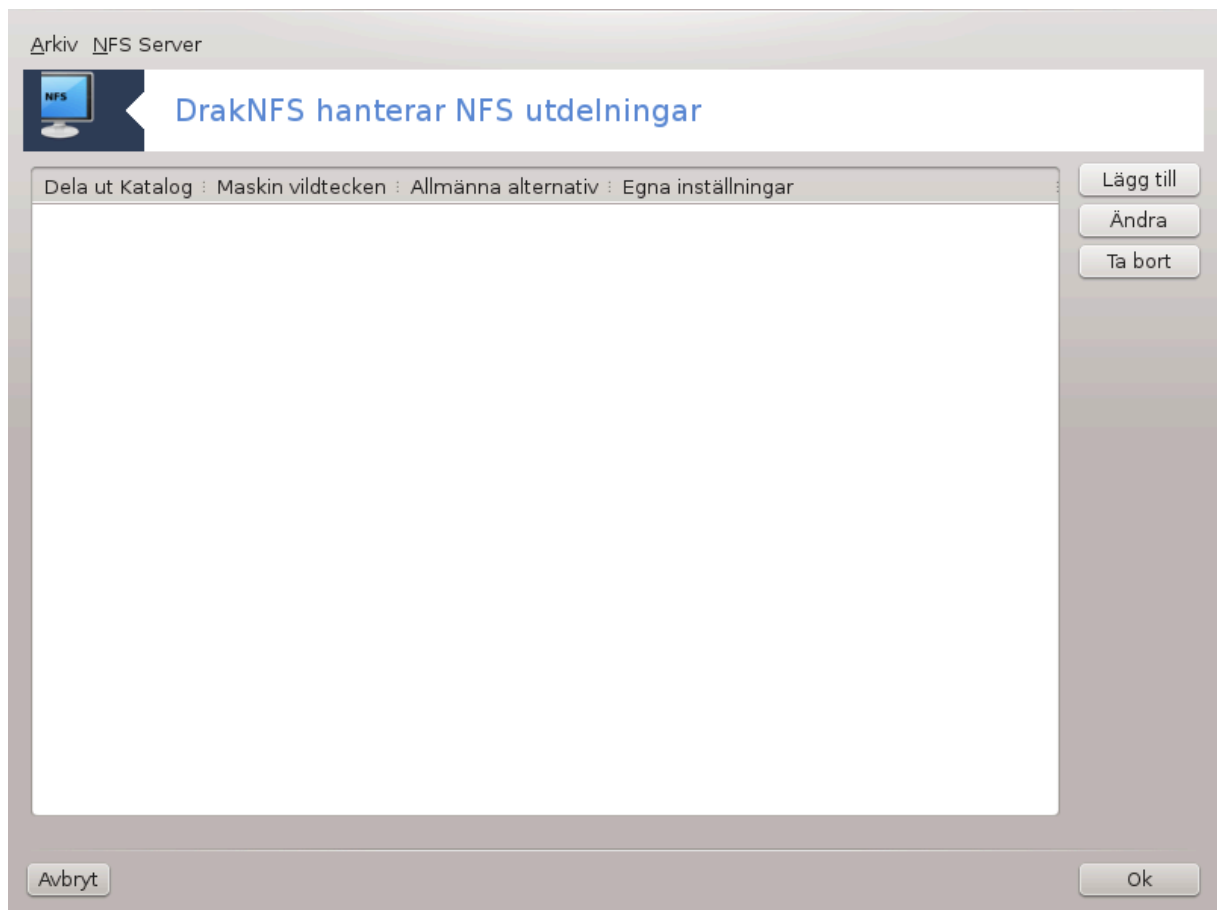 Arkiv NFS Server
NFS
DrakNFS hanterar NFS utdelningar
Dela ut Katalog Maskin vildtecken Allmänna alternativ Egna inställningar
Lägg till
Ändra
Ta bort
Avbryt Ok